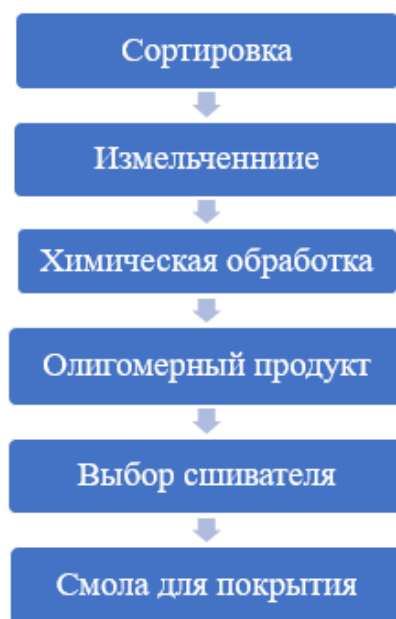 Сортировка
Измельченниие
Химическая обработка
Олигомерный продукт
Выбор сшивателя
Смола для покрытия